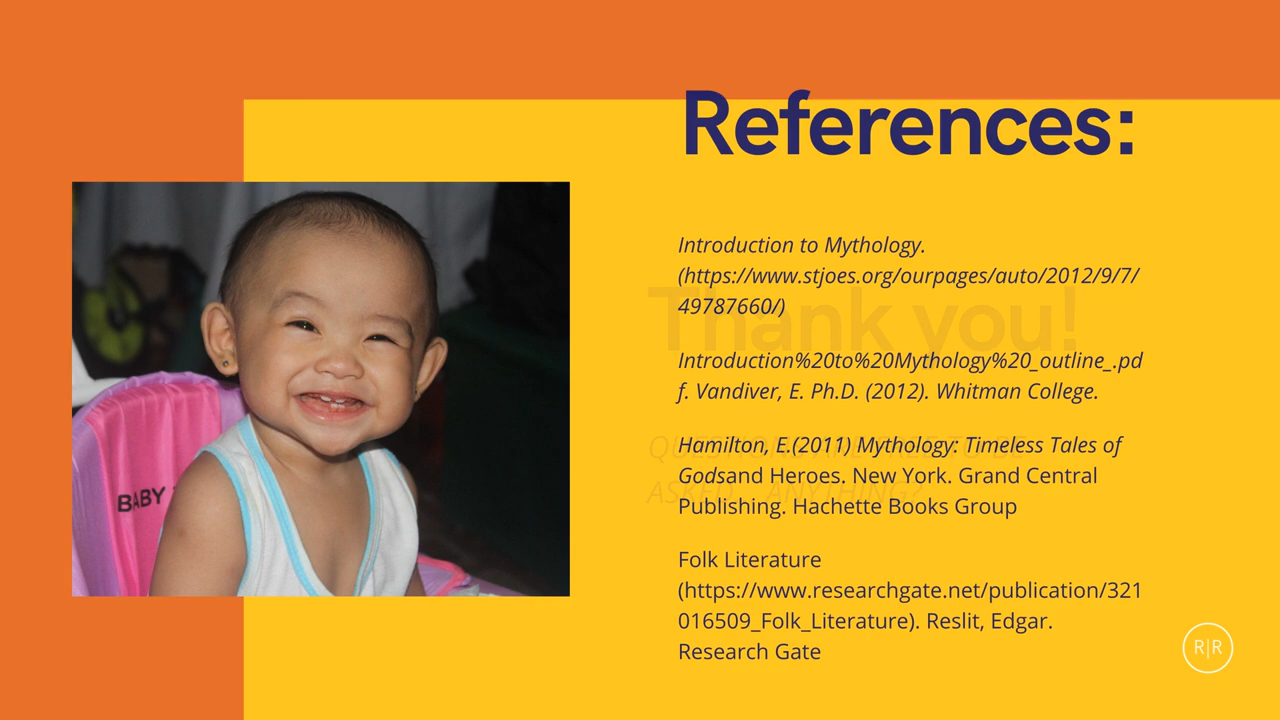 References:
Introduction to Mythology.
(https://www.stjoes.org/ourpages/auto/2012/9/7/
49787660/)
Thank you!
Introduction%20to%20Mythology%20_outline_.pd
f. Vandiver, E. Ph.D. (2012). Whitman College.
Hamilton, E.(2011) Mythology: Timeless Tales of
Godsand Heroes. New York. Grand Central
Publishing. Hachette Books Group
Folk Literature
(https://www.researchgate.net/publication/321
016509_Folk_Literature). Reslit, Edgar.
Research Gate
BABY
R|R